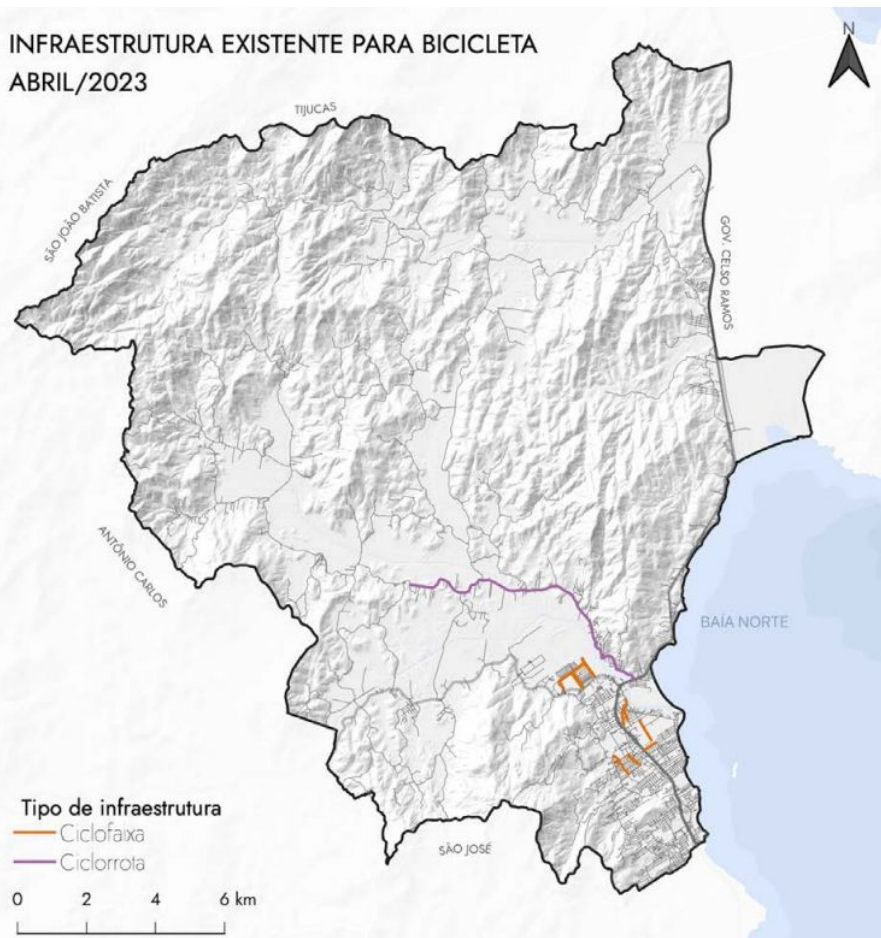 INFRAESTRUTURA EXISTENTE PARA BICICLETA
ABRIL/2023
N
TIJUCAS
SÃO JOÃO BATISTA
GOV. CELSO RAMOS
ANTÔNIO CARLOS
BAÍA NORTE
SÃO JOSÉ
Tipo de infraestrutura
Ciclofaixa
Ciclorrota
0 2 4 6 km